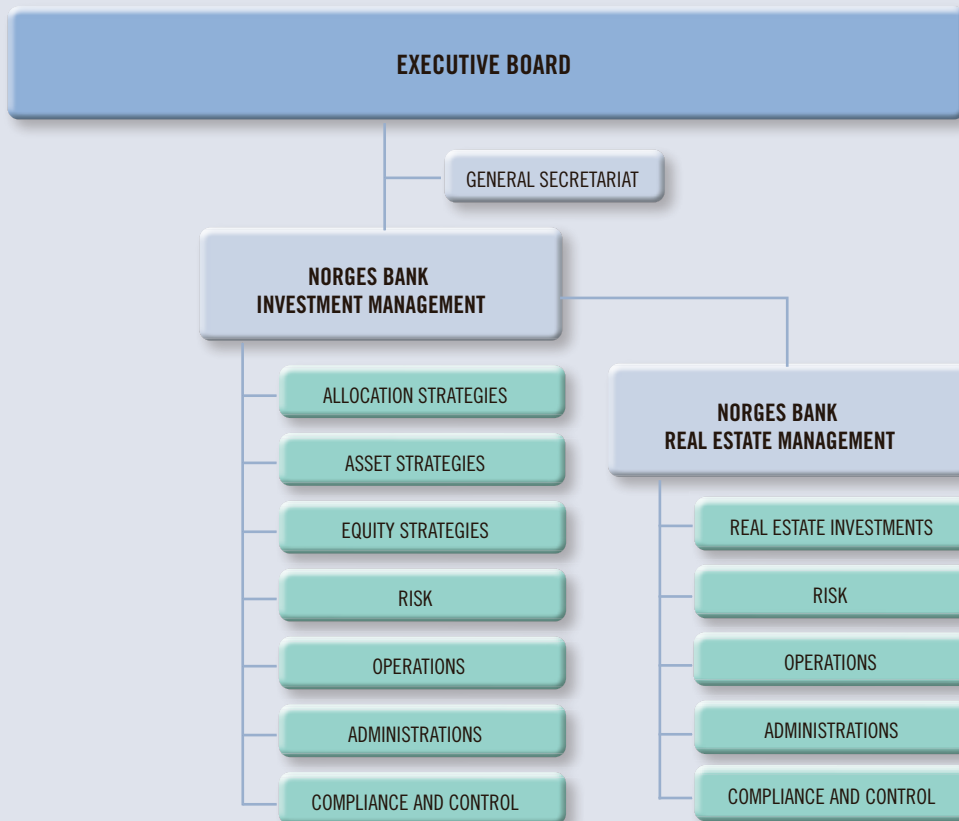 EXECUTIVE BOARD
GENERAL SECRETARIAT
NORGES BANK
INVESTMENT MANAGEMENT
ALLOCATION STRATEGIES
ASSET STRATEGIES
EQUITY STRATEGIES
RISK
OPERATIONS
ADMINISTRATIONS
COMPLIANCE AND CONTROL
NORGES BANK
REAL ESTATE MANAGEMENT
REAL ESTATE INVESTMENTS
RISK
OPERATIONS
ADMINISTRATIONS
COMPLIANCE AND CONTROL